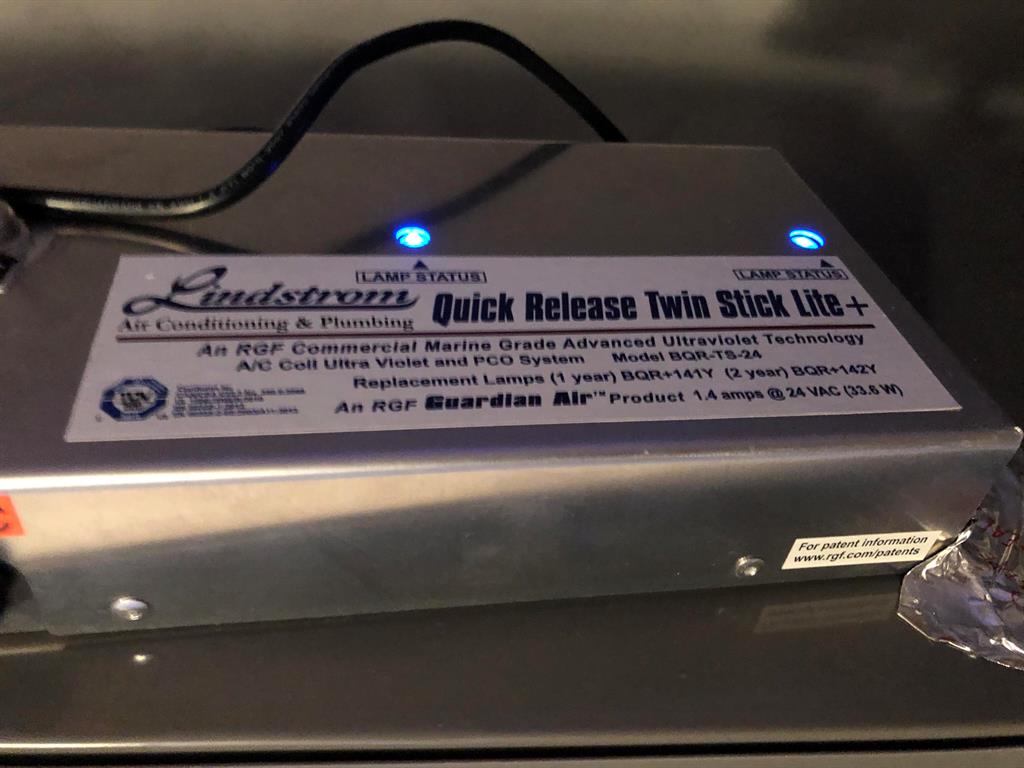 LAMP STATUS
LAMP STATUS
Lindstrom
Air Conditioning & Plumbing
Quick Release Twin Stick Lite+
An RGF Commercial Marine Grade Advanced Ultraviolet Technology
A/C Coil Ultra Violet and PCO System Model BQR-TS-24
Replacement Lamps (1 year) BQR+141Y (2 year) BQR+142Y
An RGF Guardian Air™ Product 1.4 amps @ 24 VAC (33.6 W)
For patent information
www.rgf.com/patents